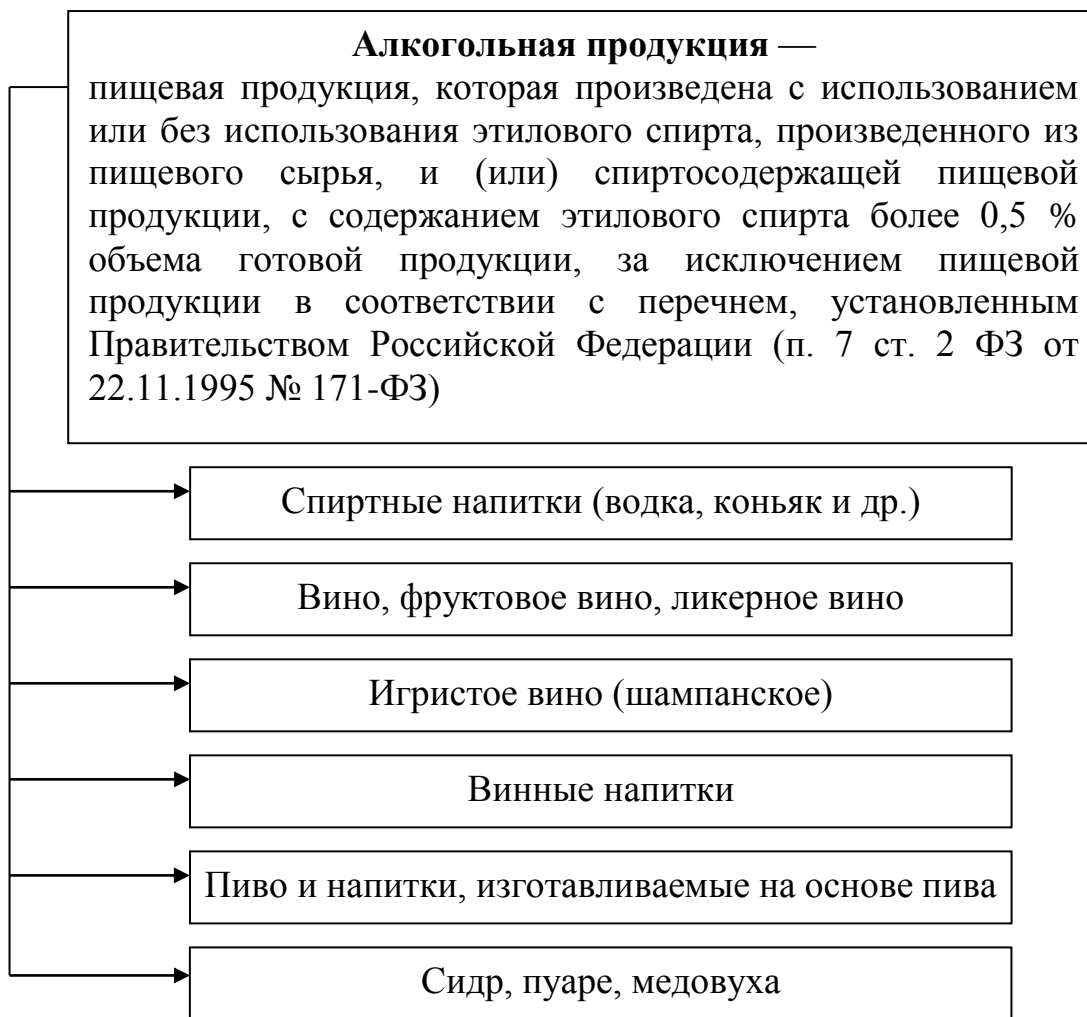 Алкогольная продукция —
пищевая продукция, которая произведена с использованием
или без использования этилового спирта, произведенного из
пищевого сырья, и (или) спиртосодержащей пищевой
продукции, с содержанием этилового спирта более 0,5 %
объема готовой продукции, за исключением пищевой
продукции в соответствии с перечнем, установленным
Правительством Российской Федерации (п. 7 ст. 2 ФЗ от
22.11.1995 № 171-ФЗ)
Спиртные напитки (водка, коньяк и др.)
Вино, фруктовое вино, ликерное вино
Игристое вино (шампанское)
Винные напитки
Пиво и напитки, изготавливаемые на основе пива
Сидр, пуаре, медовуха